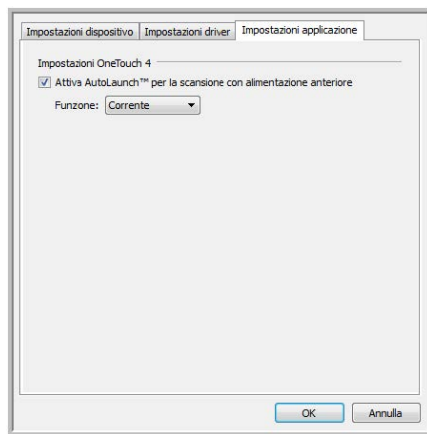 Impostazioni dispositivo Impostazioni driver Impostazioni applicazione
Impostazioni OneTouch 4
Attiva AutoLaunch™ per la scansione con alimentazione anteriore
Funzone: Corrente
OK Annulla